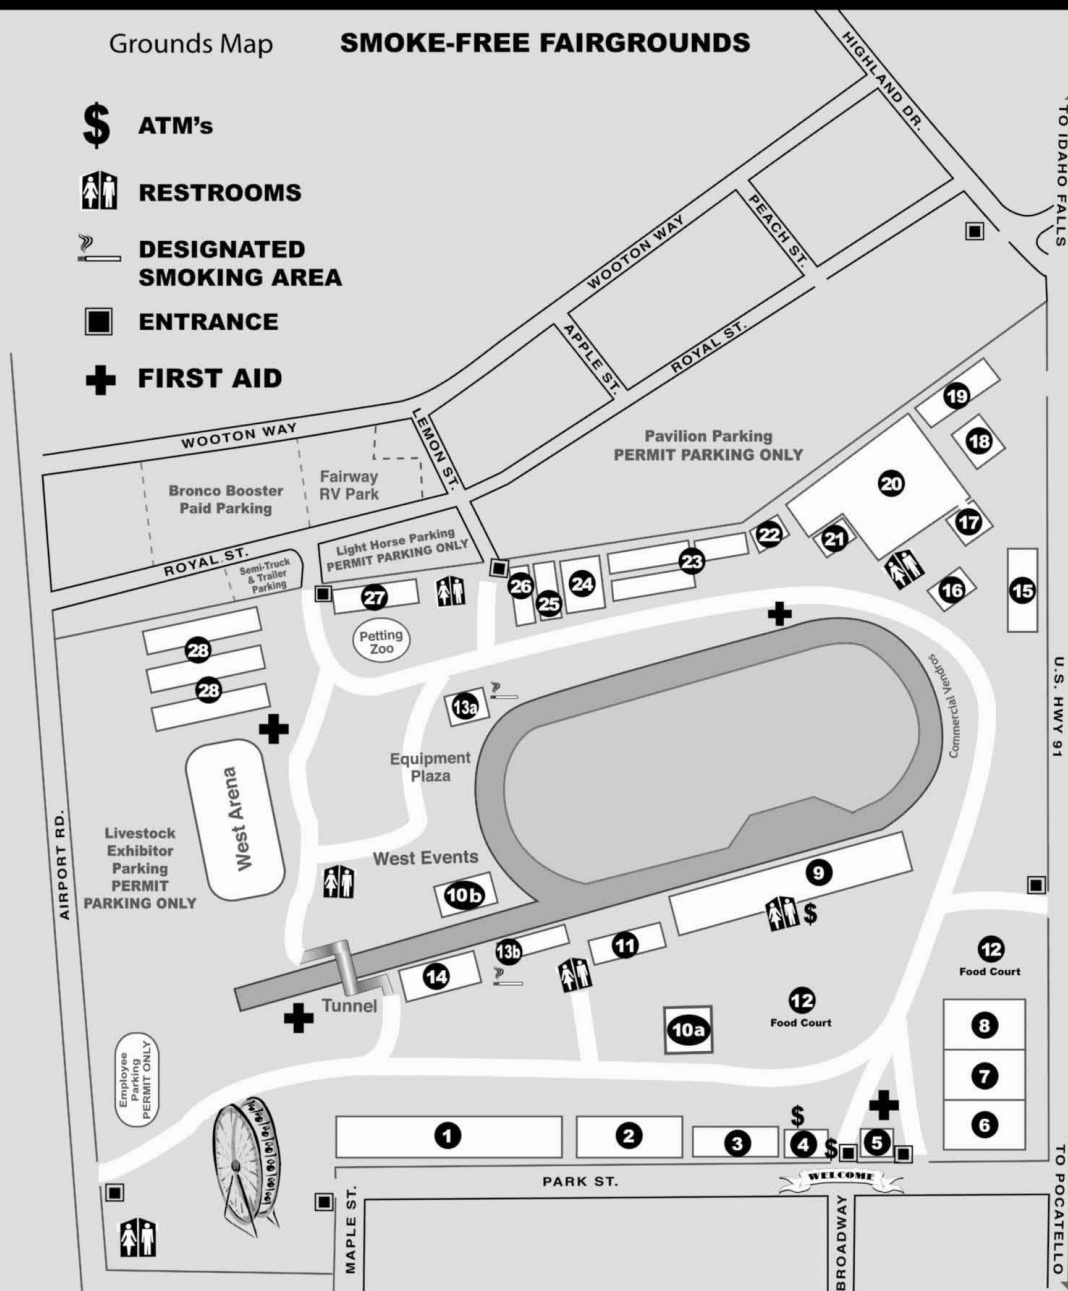 Grounds Map
SMOKE-FREE FAIRGROUNDS
$ ATM's
RESTROOMS
DESIGNATED
SMOKING AREA
ENTRANCE
FIRST AID
HIGHLAND DR.
TO IDAHO FALLS
WOOTON WAY
PEACH ST.
APPLE ST.
ROYAL ST.
LEMON ST.
WOOTON WAY
Bronco Booster
Paid Parking
Fairway
RV Park
Pavilion Parking
PERMIT PARKING ONLY
19
18
20
17
21
22
23
16
15
Light Horse Parking
PERMIT PARKING ONLY
ROYAL ST.
Semi-Truck
& Trailer
Parking
27
26
25
24
Petting
Zoo
28
28
13a
Commercial Vendros
U.S. HWY 91
Equipment
Plaza
West Arena
AIRPORT RD.
Livestock
Exhibitor
Parking
PERMIT
PARKING ONLY
West Events
10b
9
$
13b
11
14
Tunnel
12
Food Court
12
Food Court
10a
8
7
6
Employee
Parking
PERMIT ONLY
1
2
3
$
4
$
5
WELCOME
PARK ST.
MAPLE ST.
BROADWAY
TO POCATELLO